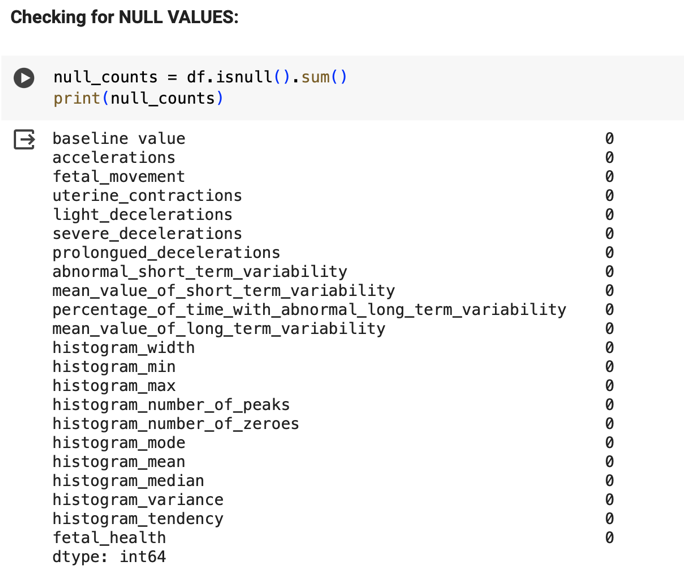 Checking for NULL VALUES:
null_counts = df.isnull().sum()
print(null_counts)
baseline value 0
accelerations 0
fetal_movement 0
uterine_contractions 0
light_decelerations 0
severe_decelerations 0
prolongued_decelerations 0
abnormal_short_term_variability 0
mean_value_of_short_term_variability 0
percentage_of_time_with_abnormal_long_term_variability 0
mean_value_of_long_term_variability 0
histogram_width 0
histogram_min 0
histogram_max 0
histogram_number_of_peaks 0
histogram_number_of_zeroes 0
histogram_mode 0
histogram_mean 0
histogram_median 0
histogram_variance 0
histogram_tendency 0
fetal_health 0
dtype: int64